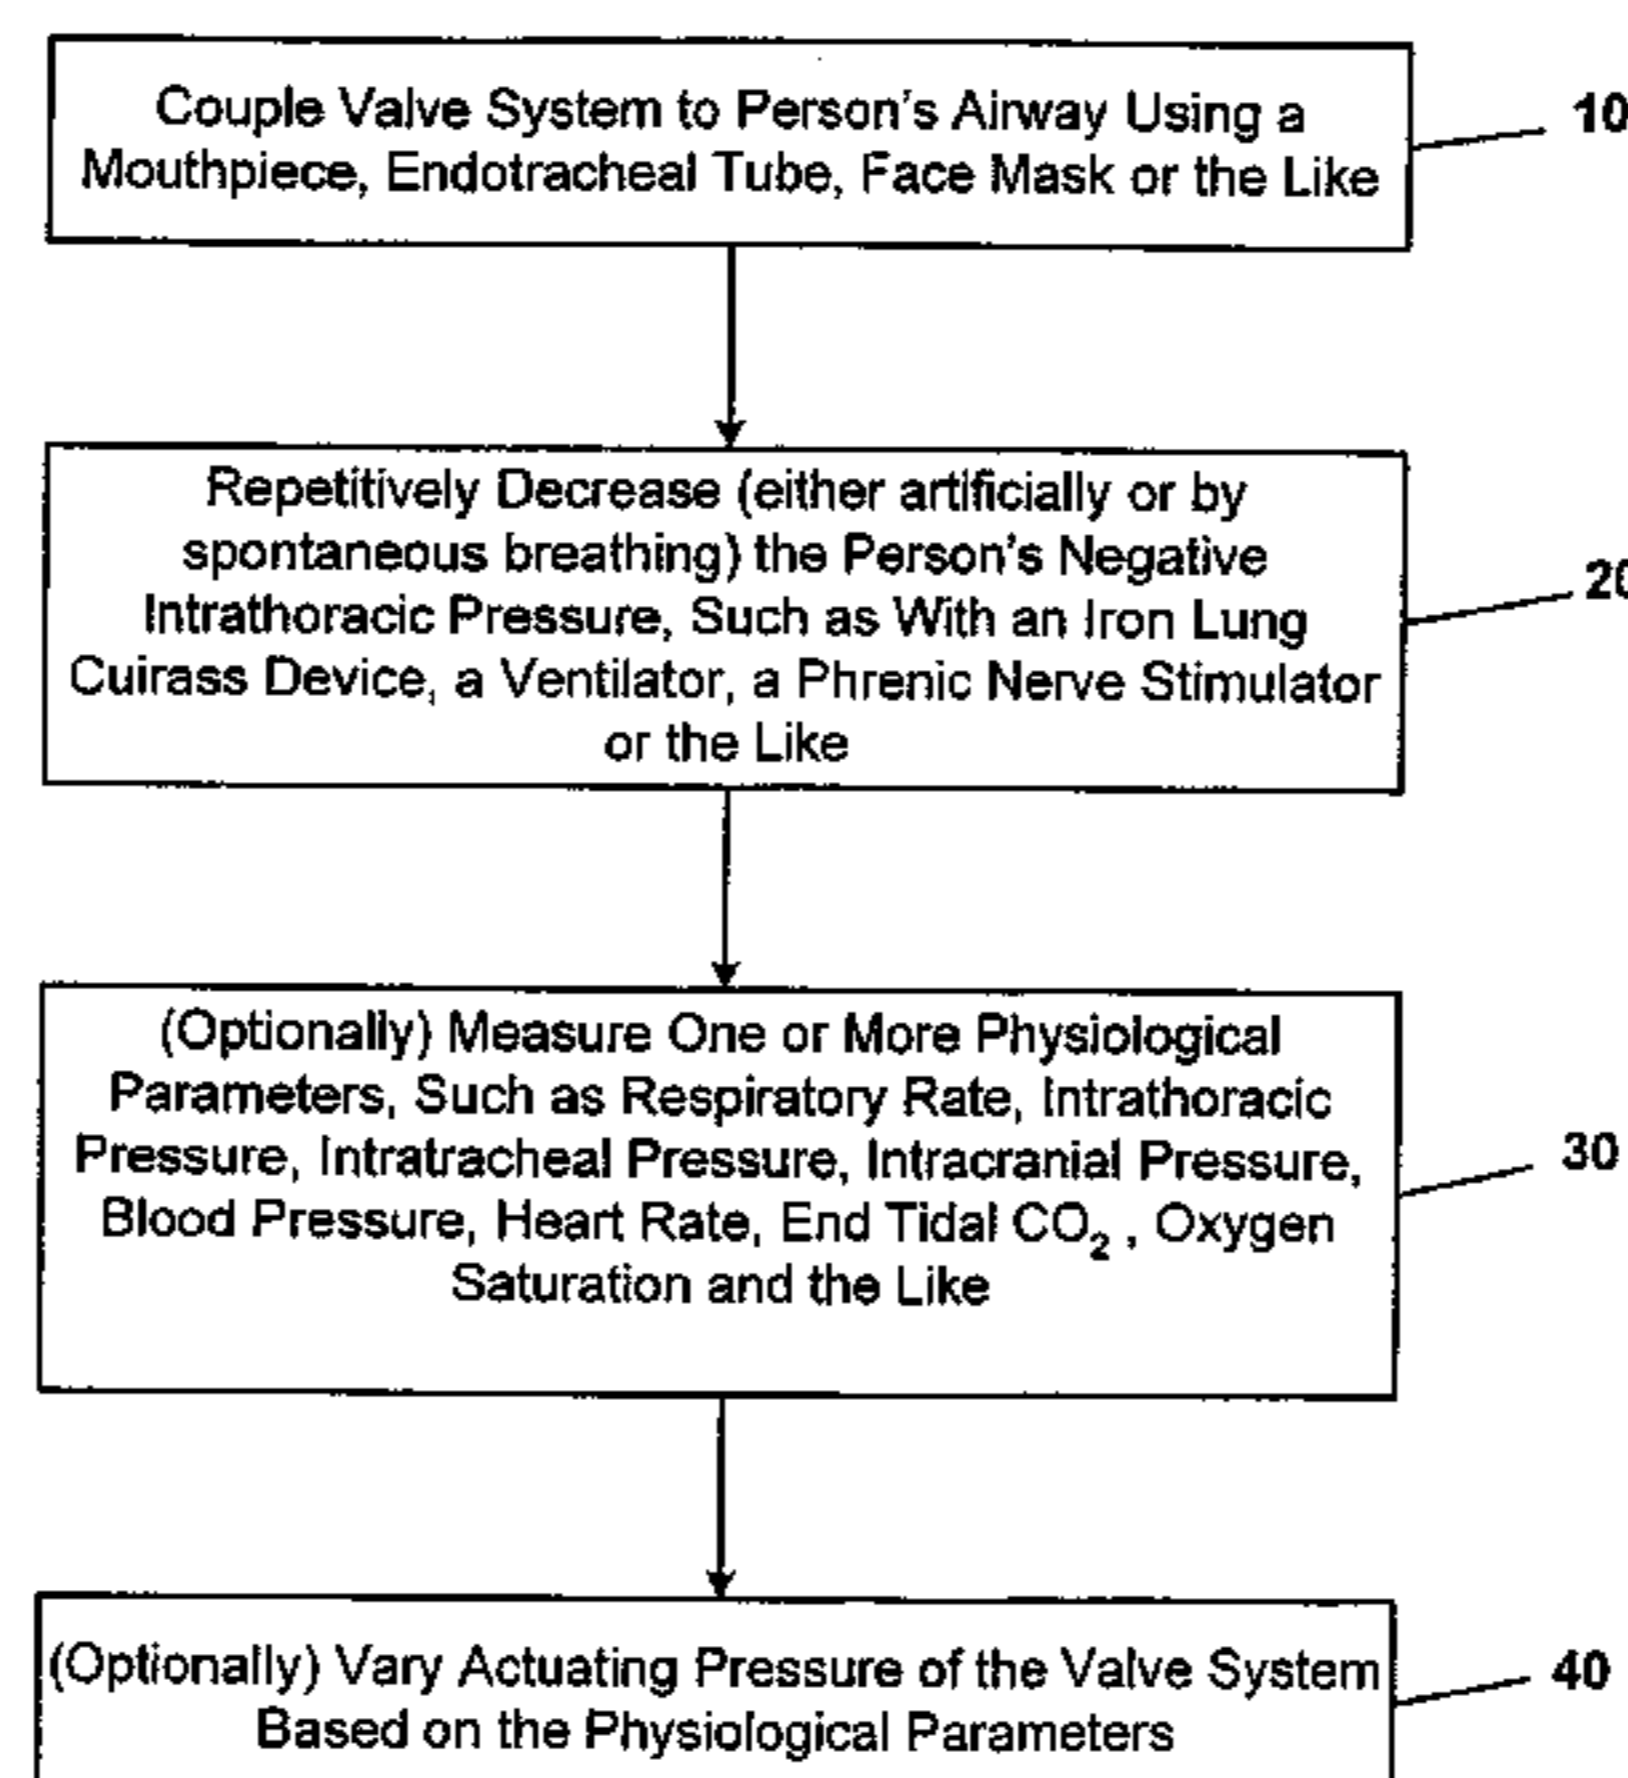 Couple Valve System to Person's Airway Using a
Mouthpiece, Endotracheal Tube, Face Mask or the Like
10
Repetitively Decrease (either artificially or by
spontaneous breathing) the Person's Negative
Intrathoracic Pressure, Such as With an Iron Lung
Cuirass Device, a Ventilator, a Phrenic Nerve Stimulator
or the Like
20
(Optionally) Measure One or More Physiological
Parameters, Such as Respiratory Rate, Intrathoracic
Pressure, Intratracheal Pressure, Intracranial Pressure,
Blood Pressure, Heart Rate, End Tidal CO₂ , Oxygen
Saturation and the Like
30
(Optionally) Vary Actuating Pressure of the Valve System
Based on the Physiological Parameters
40